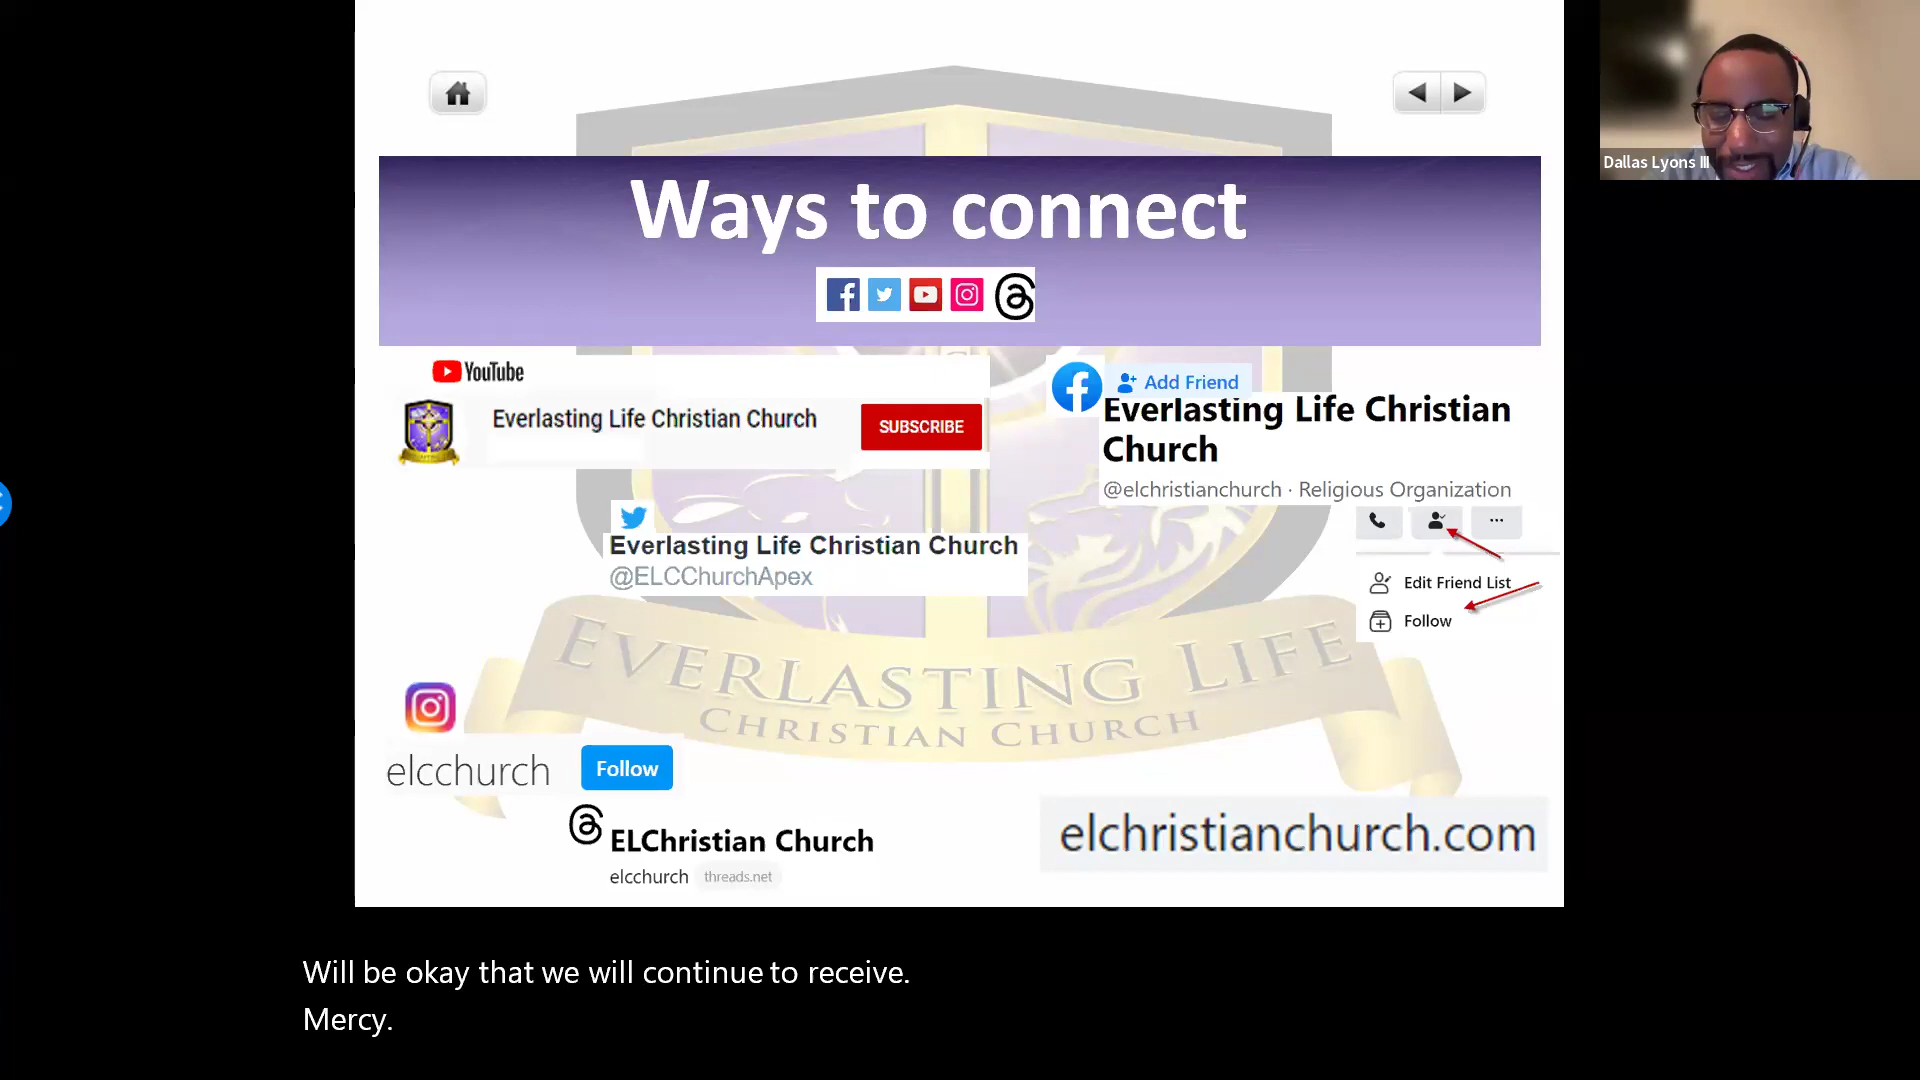 Dallas Lyons III
Ways to connect
YouTube
Everlasting Life Christian Church
SUBSCRIBE
Add Friend
Everlasting Life Christian
Church
@elchristianchurch · Religious Organization
Everlasting Life Christian Church
@ELCChurchApex
Edit Friend List
Follow
EVERLASTING LIFE
CHRISTIAN CHURCH
elcchurch
Follow
ELChristian Church
elcchurch threads.net
elchristianchurch.com
Will be okay that we will continue to receive.
Mercy.